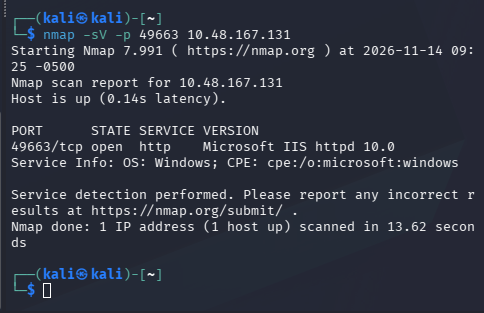 ┌──(kali㉿kali)-[~]
└─$ nmap -sV -p 49663 10.48.167.131
Starting Nmap 7.991 ( https://nmap.org ) at 2026-11-14 09:
25 -0500
Nmap scan report for 10.48.167.131
Host is up (0.14s latency).

PORT      STATE SERVICE VERSION
49663/tcp open  http    Microsoft IIS httpd 10.0
Service Info: OS: Windows; CPE: cpe:/o:microsoft:windows

Service detection performed. Please report any incorrect r
esults at https://nmap.org/submit/ .
Nmap done: 1 IP address (1 host up) scanned in 13.62 secon
ds

┌──(kali㉿kali)-[~]
└─$